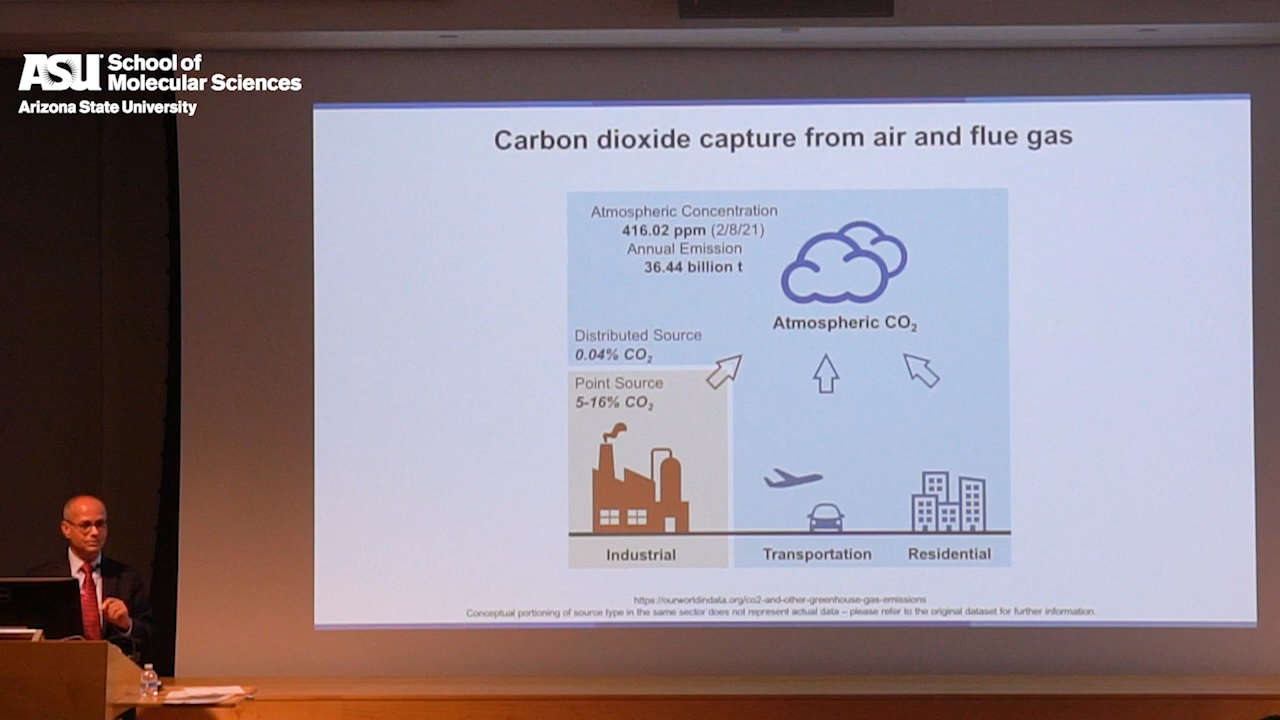 ASU School of
Molecular Sciences
Arizona State University
Carbon dioxide capture from air and flue gas
Atmospheric Concentration
416.02 ppm (2/8/21)
Annual Emission
36.44 billion t
Atmospheric CO₂
Distributed Source
0.04% CO₂
Point Source
5-16% CO₂
Industrial
Transportation
Residential
https://ourworldindata.org/co2-and-other-greenhouse-gas-emissions
Conceptual portioning of source type in the same sector does not represent actual data – please refer to the original dataset for further information.